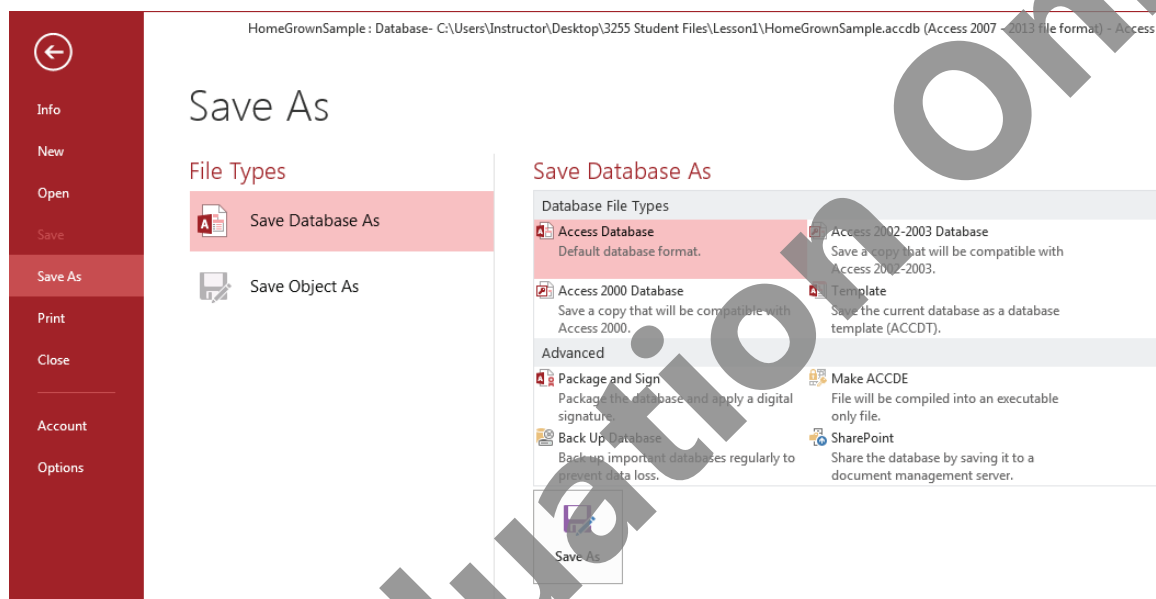 HomeGrownSample : Database- C:\Users\Instructor\Desktop\3255 Student Files\Lesson1\HomeGrownSample.accdb (Access 2007 - 2013 file format) - Access
Info
New
Open
Save
Save As
Print
Close
Account
Options
Save As
File Types
Save Database As
Save Object As
Save Database As
Database File Types
Access Database
Default database format.
Access 2002-2003 Database
Save a copy that will be compatible with
Access 2002-2003.
Access 2000 Database
Save a copy that will be compatible with
Access 2000.
Template
Save the current database as a database
template (ACCDT).
Advanced
Package and Sign
Package the database and apply a digital
signature.
Make ACCDE
File will be compiled into an executable
only file.
Back Up Database
Back up important databases regularly to
prevent data loss.
SharePoint
Share the database by saving it to a
document management server.
Save As